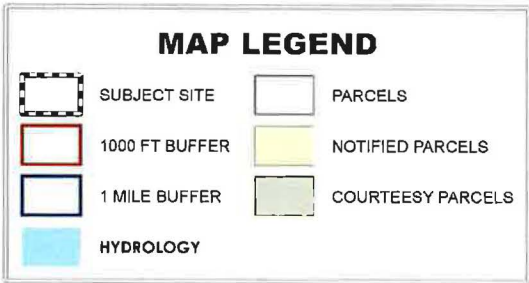 MAP LEGEND
SUBJECT SITE
PARCELS
1000 FT BUFFER
NOTIFIED PARCELS
1 MILE BUFFER
COURTEESY PARCELS
HYDROLOGY